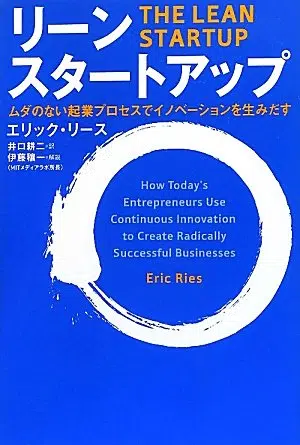 リーン
THE LEAN
STARTUP
スタートアップ
ムダのない起業プロセスでイノベーションを生みだす
エリック・リース
井口耕二・訳
伊藤穰一・解説
(MITメディアラボ所長)
How Today's
Entrepreneurs Use
Continuous Innovation
to Create Radically
Successful Businesses
Eric Ries